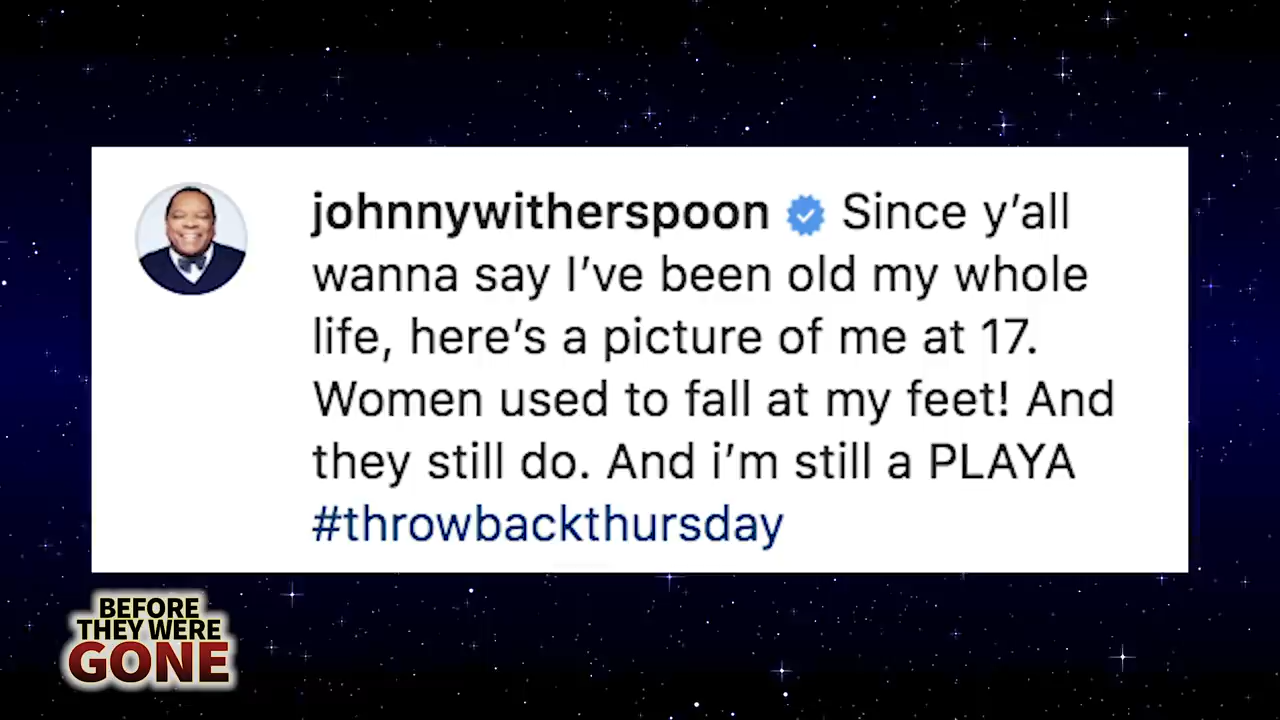 johnnywitherspoon Since y’all
wanna say I’ve been old my whole
life, here’s a picture of me at 17.
Women used to fall at my feet! And
they still do. And i’m still a PLAYA
#throwbackthursday
BEFORE
THEY WERE
GONE